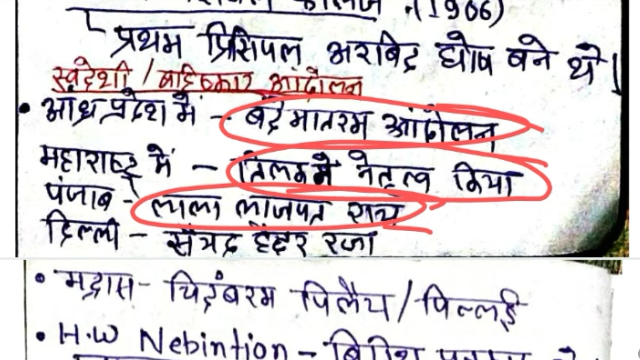 (1906)
प्रथम प्रिंसिपल अरबिंद घोष बने थे।
स्वदेशी / बहिष्कार आंदोलन
• आंध्र प्रदेश में - वंदे मातरम आंदोलन
महाराष्ट्र में - तिलक ने नेतृत्व किया
पंजाब - लाला लाजपत राय
दिल्ली - सैयद हैदर रजा
• मद्रास - चिदंबरम पिलैय / पिल्लई
• H.W Nebintion -